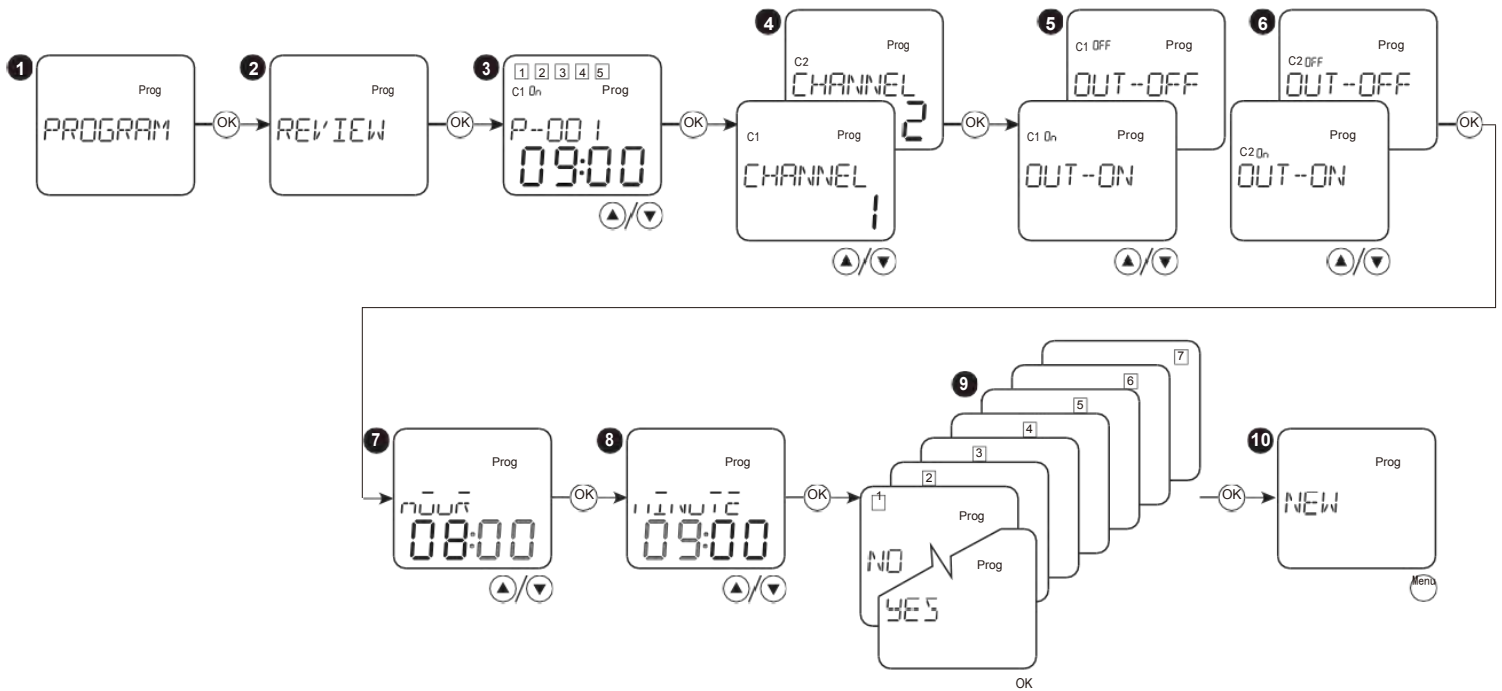 1
Prog
PROGRAM
OK
2
Prog
REVIEW
OK
3
1 2 3 4 5
C1 On Prog
P-001
09:00
OK
4
Prog
C2
CHANNEL
2
C1 Prog
CHANNEL
1
OK
5
C1 OFF Prog
OUT-OFF
C1 On Prog
OUT-ON
6
Prog
C2 OFF
OUT-OFF
Prog
C2 On
OUT-ON
OK
7
Prog
HOUR
08:00
OK
8
Prog
MINUTE
09:00
OK
9
7
6
5
4
3
2
1
Prog
NO
Prog
YES
OK
OK
10
Prog
NEW
Menu